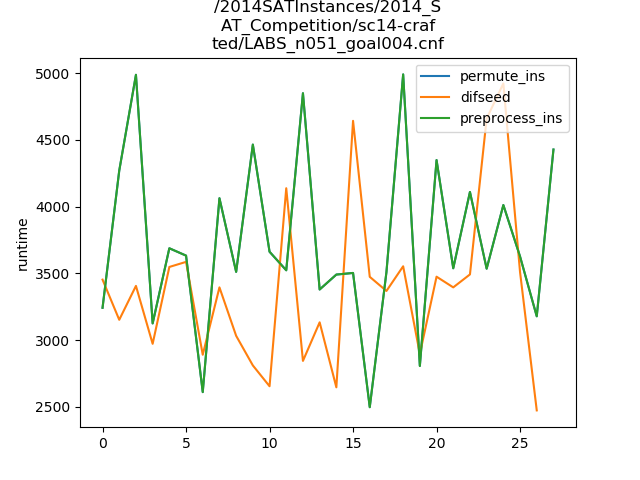 /2014SATInstances/2014_S
AT_Competition/sc14-craf
ted/LABS_n051_goal004.cnf
permute_ins
difseed
preprocess_ins
runtime
5000
4500
4000
3500
3000
2500
0
5
10
15
20
25